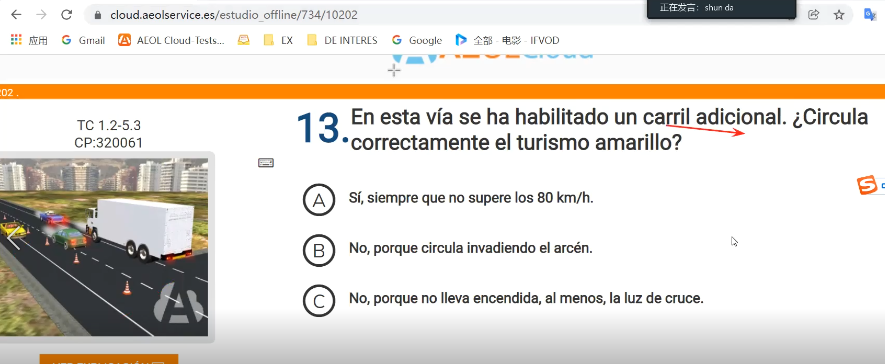 正在发言: shun da
cloud.aeolservice.es/estudio_offline/734/10202
应用 Gmail AEOL Cloud-Tests... EX DE INTERES Google 全部 - 电影 - IFVOD
202 .
TC 1.2-5.3
CP:320061
13. En esta vía se ha habilitado un carril adicional. ¿Circula
correctamente el turismo amarillo?
A Sí, siempre que no supere los 80 km/h.
B No, porque circula invadiendo el arcén.
C No, porque no lleva encendida, al menos, la luz de cruce.